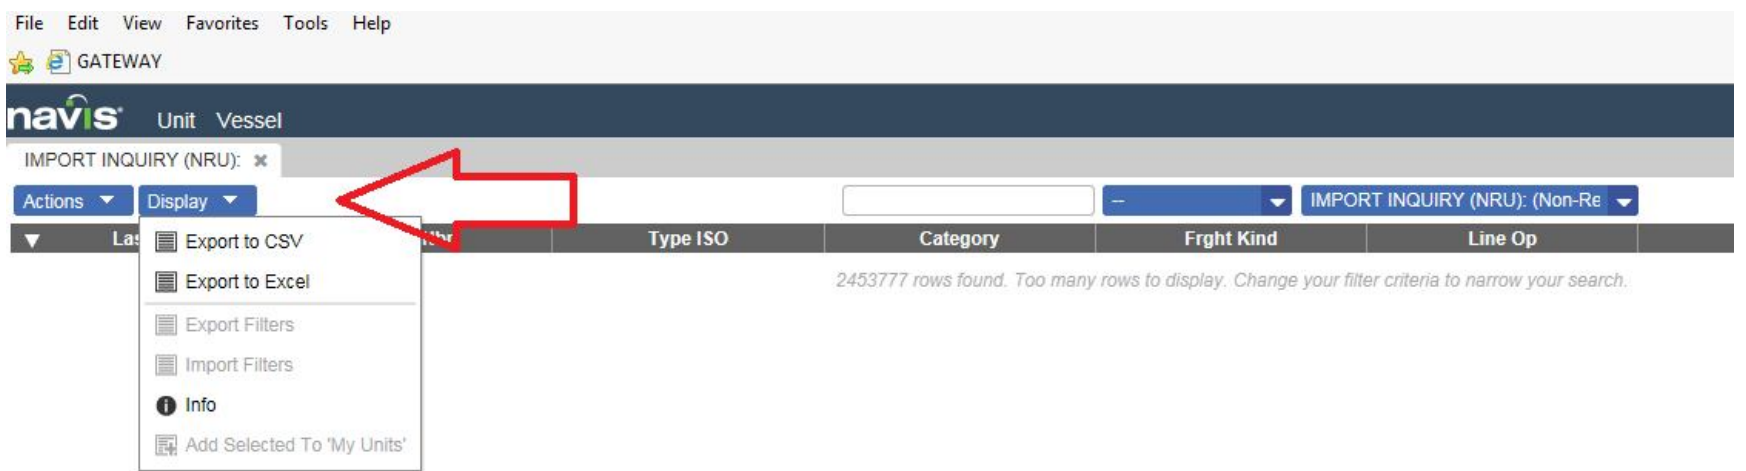 File Edit View Favorites Tools Help
GATEWAY
navis Unit Vessel
IMPORT INQUIRY (NRU):
Actions Display -- IMPORT INQUIRY (NRU): (Non-Re
Type ISO Category Frght Kind Line Op
2453777 rows found. Too many rows to display. Change your filter criteria to narrow your search.
Export to CSV
Export to Excel
Export Filters
Import Filters
Info
Add Selected To 'My Units'